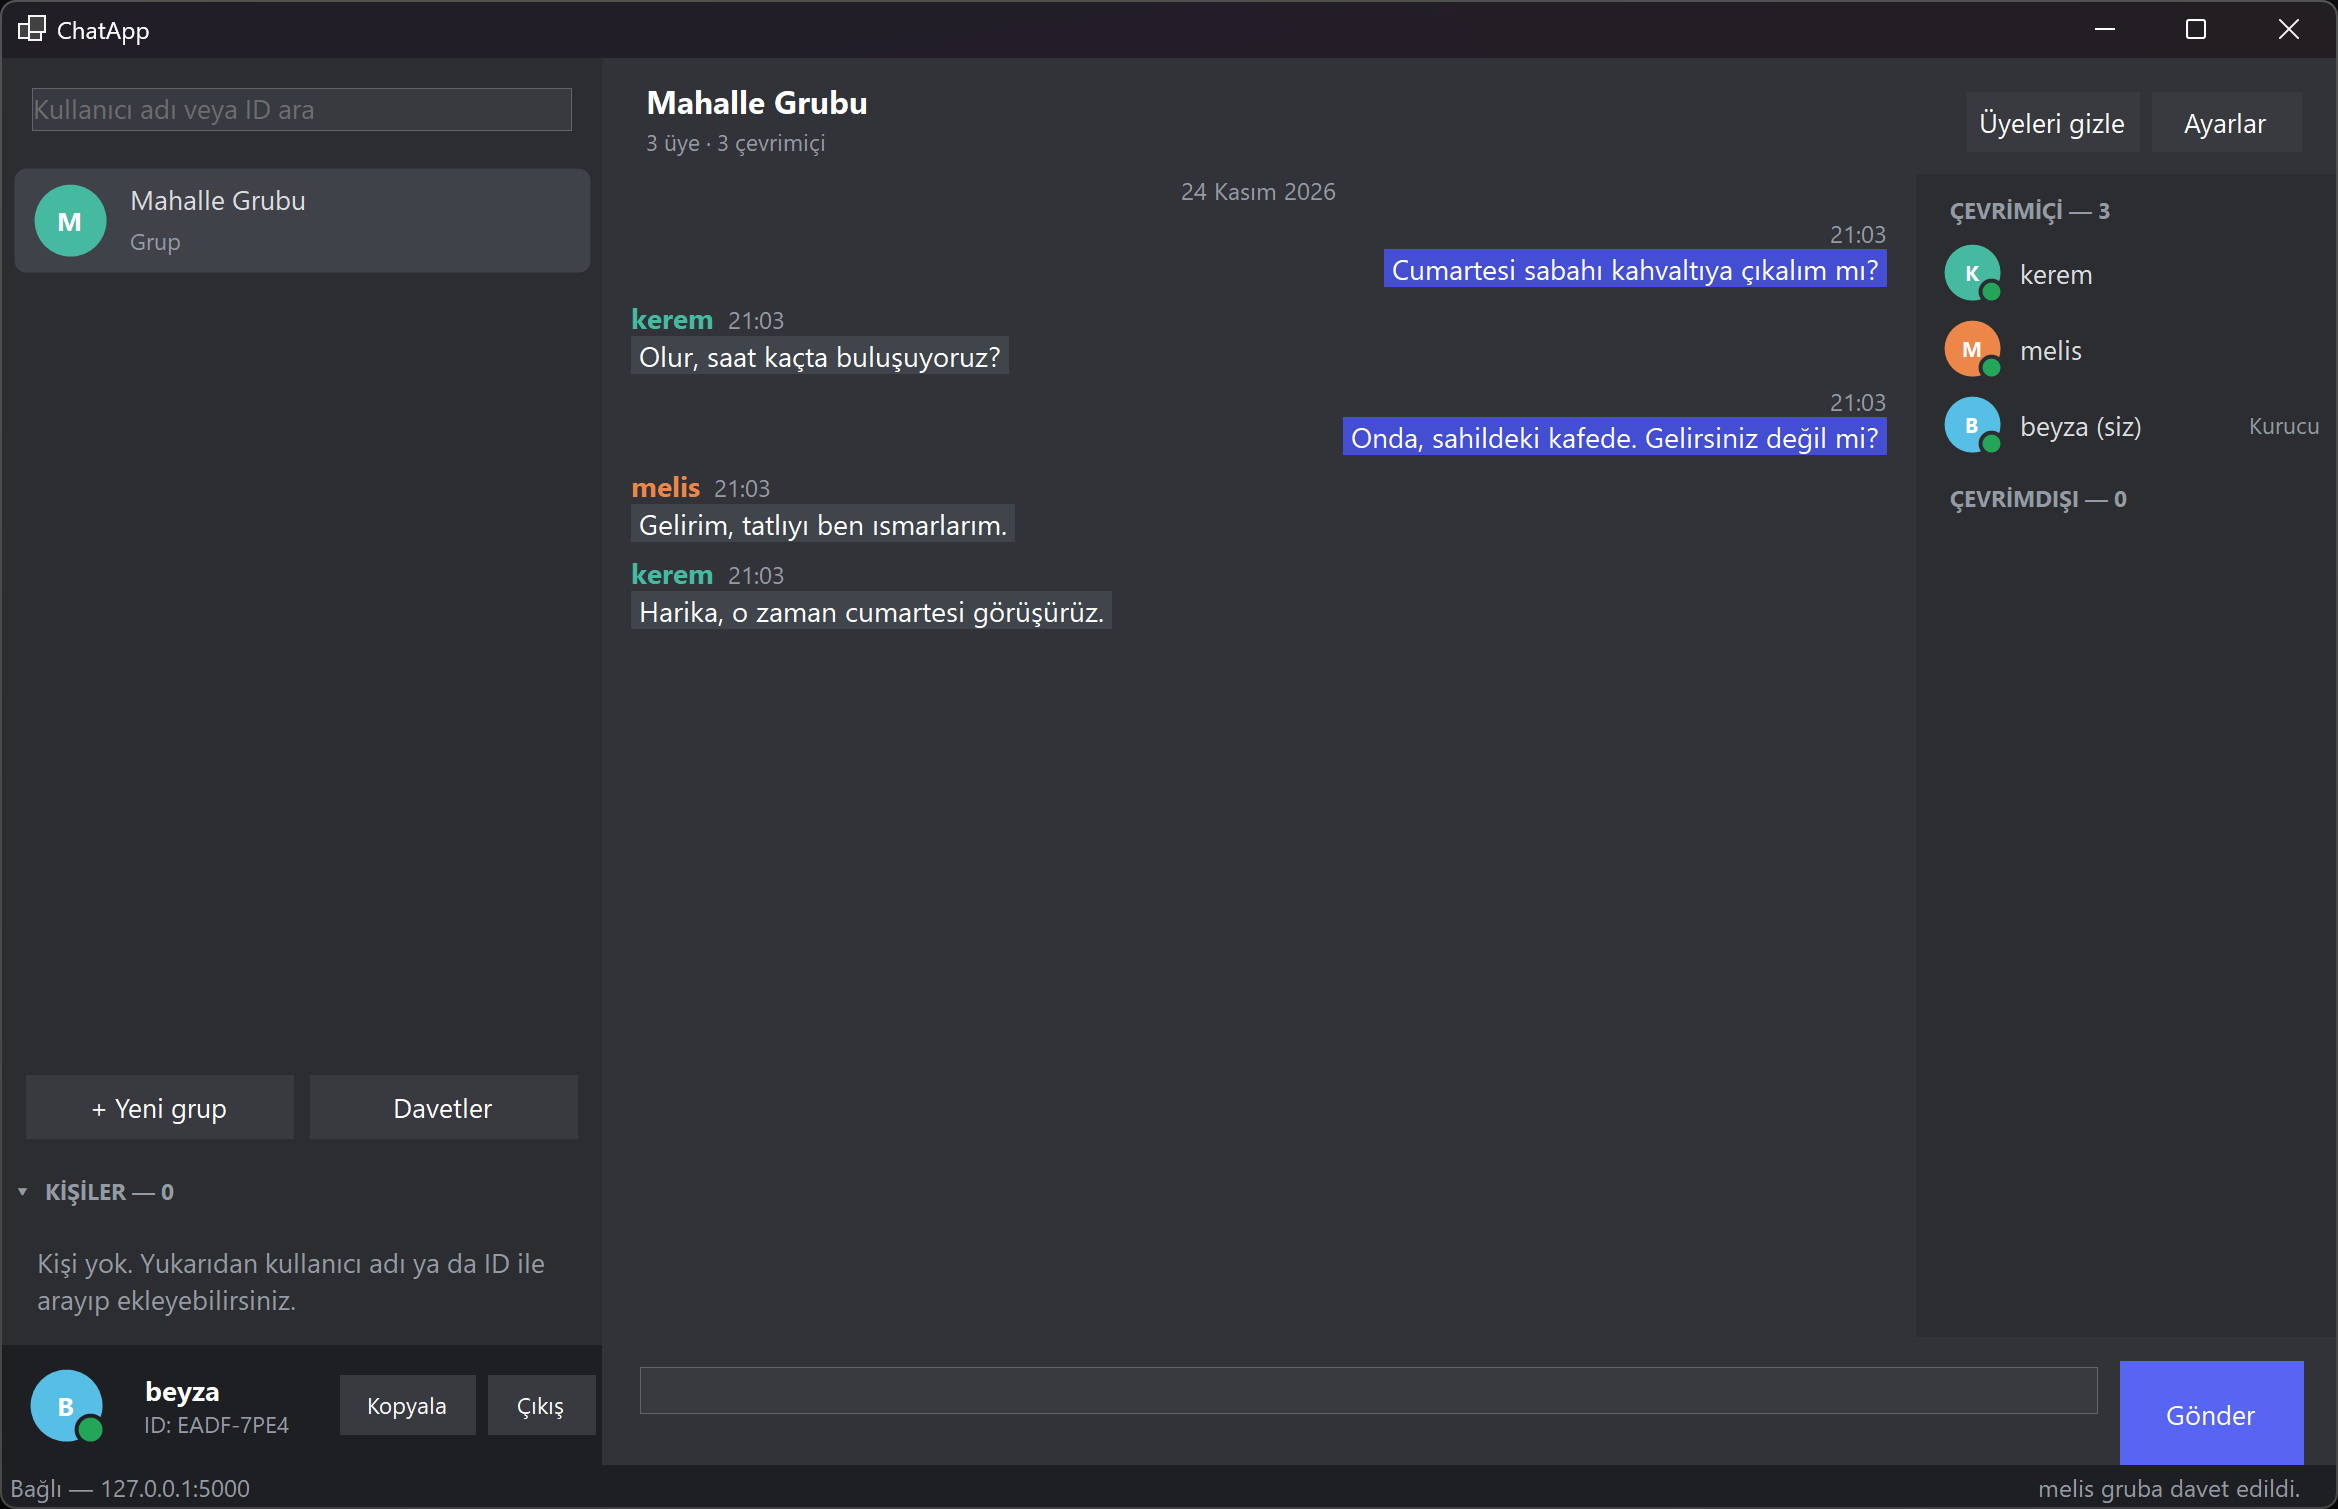 ChatApp
Kullanıcı adı veya ID ara
M
Mahalle Grubu
Grup
+ Yeni grup
Davetler
▾ KİŞİLER — 0
Kişi yok. Yukarıdan kullanıcı adı ya da ID ile
arayıp ekleyebilirsiniz.
B
beyza
ID: EADF-7PE4
Kopyala
Çıkış
Mahalle Grubu
3 üye · 3 çevrimiçi
Üyeleri gizle
Ayarlar
24 Kasım 2026
21:03
Cumartesi sabahı kahvaltıya çıkalım mı?
kerem 21:03
Olur, saat kaçta buluşuyoruz?
21:03
Onda, sahildeki kafede. Gelirsiniz değil mi?
melis 21:03
Gelirim, tatlıyı ben ısmarlarım.
kerem 21:03
Harika, o zaman cumartesi görüşürüz.
Gönder
ÇEVRİMİÇİ — 3
K kerem
M melis
B beyza (siz) Kurucu
ÇEVRİMDIŞI — 0
Bağlı — 127.0.0.1:5000
melis gruba davet edildi.